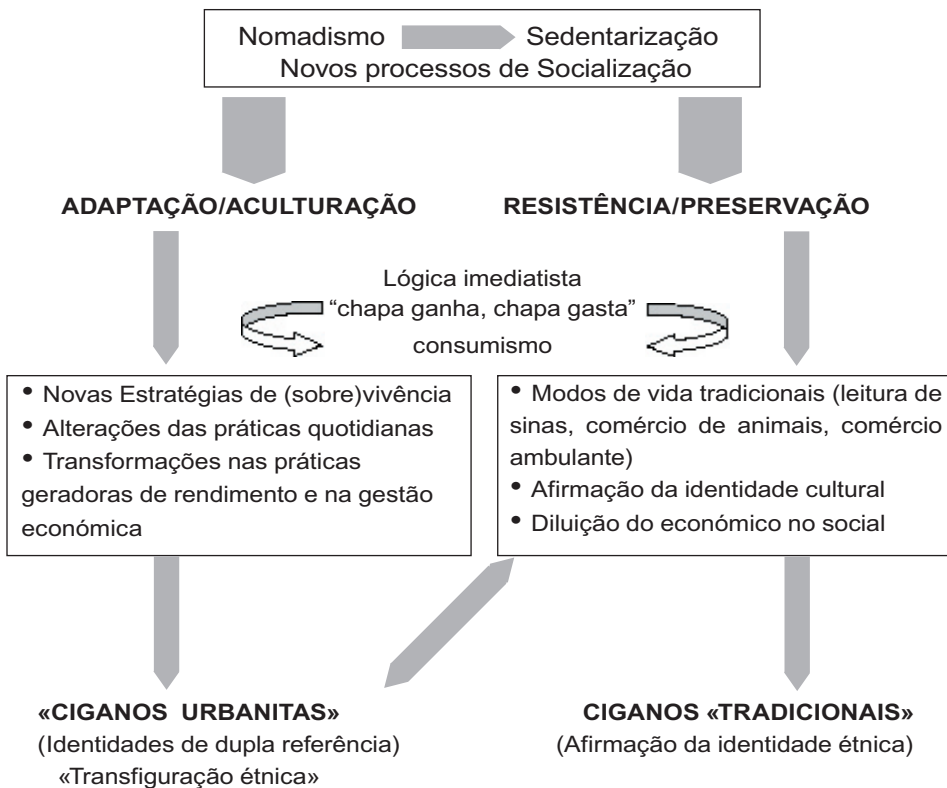 Nomadismo Sedentarização
Novos processos de Socialização
ADAPTAÇÃO/ACULTURAÇÃO
RESISTÊNCIA/PRESERVAÇÃO
Lógica imediatista
“chapa ganha, chapa gasta”
consumismo
• Novas Estratégias de (sobre)vivência
• Alterações das práticas quotidianas
• Transformações nas práticas
geradoras de rendimento e na gestão
económica
• Modos de vida tradicionais (leitura de
sinas, comércio de animais, comércio
ambulante)
• Afirmação da identidade cultural
• Diluição do económico no social
«CIGANOS URBANITAS»
(Identidades de dupla referência)
«Transfiguração étnica»
CIGANOS «TRADICIONAIS»
(Afirmação da identidade étnica)